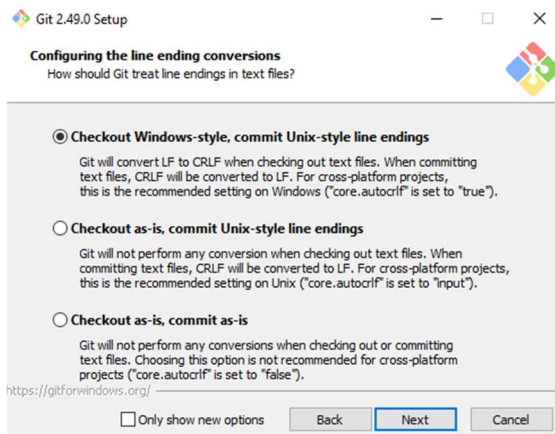 Git 2.49.0 Setup
Configuring the line ending conversions
How should Git treat line endings in text files?
Checkout Windows-style, commit Unix-style line endings
Git will convert LF to CRLF when checking out text files. When committing
text files, CRLF will be converted to LF. For cross-platform projects,
this is the recommended setting on Windows ("core.autocrlf" is set to "true").
Checkout as-is, commit Unix-style line endings
Git will not perform any conversion when checking out text files. When
committing text files, CRLF will be converted to LF. For cross-platform projects,
this is the recommended setting on Unix ("core.autocrlf" is set to "input").
Checkout as-is, commit as-is
Git will not perform any conversions when checking out or committing
text files. Choosing this option is not recommended for cross-platform
projects ("core.autocrlf" is set to "false").
https://gitforwindows.org/
Only show new options
Back
Next
Cancel